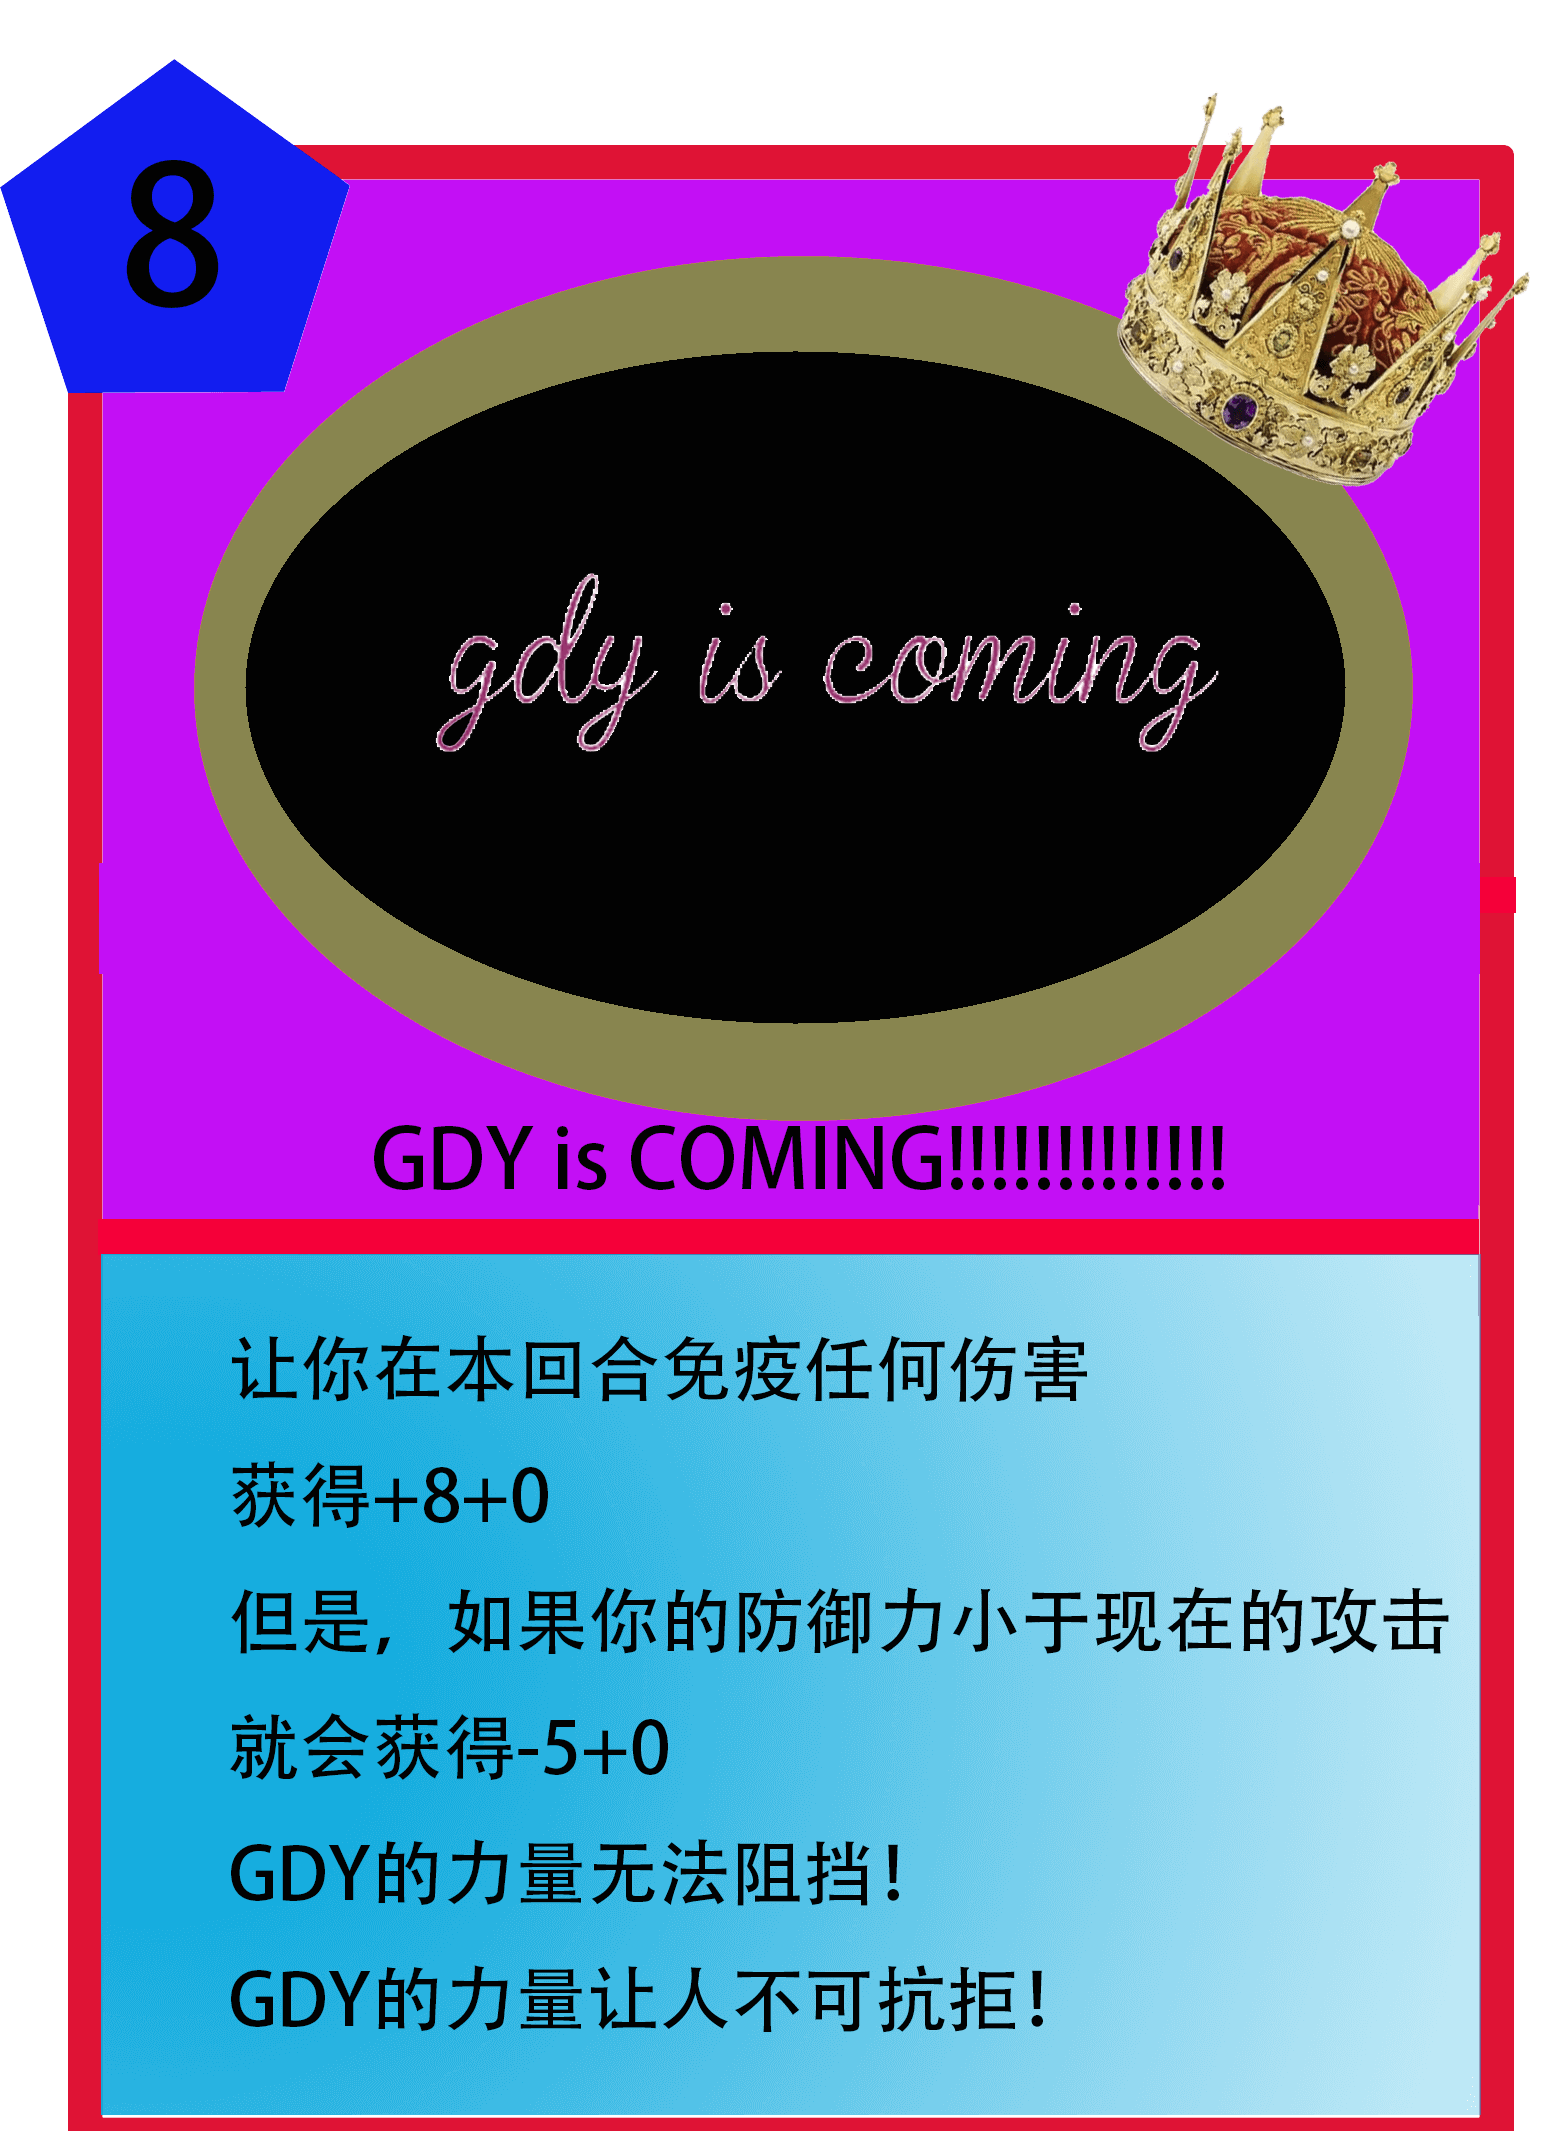 8
gdy is coming
GDY is COMING!!!!!!!!!!!!!
让你在本回合免疫任何伤害
获得+8+0
但是，如果你的防御力小于现在的攻击
就会获得-5+0
GDY的力量无法阻挡！
GDY的力量让人不可抗拒！